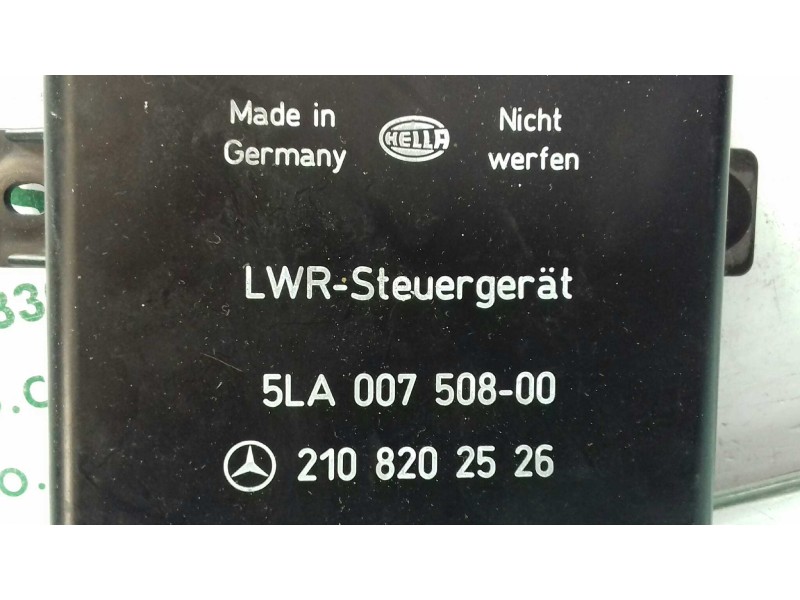 Made in
Germany
HELLA
Nicht
werfen
LWR-Steuergerät
5LA 007 508-00
210 820 25 26